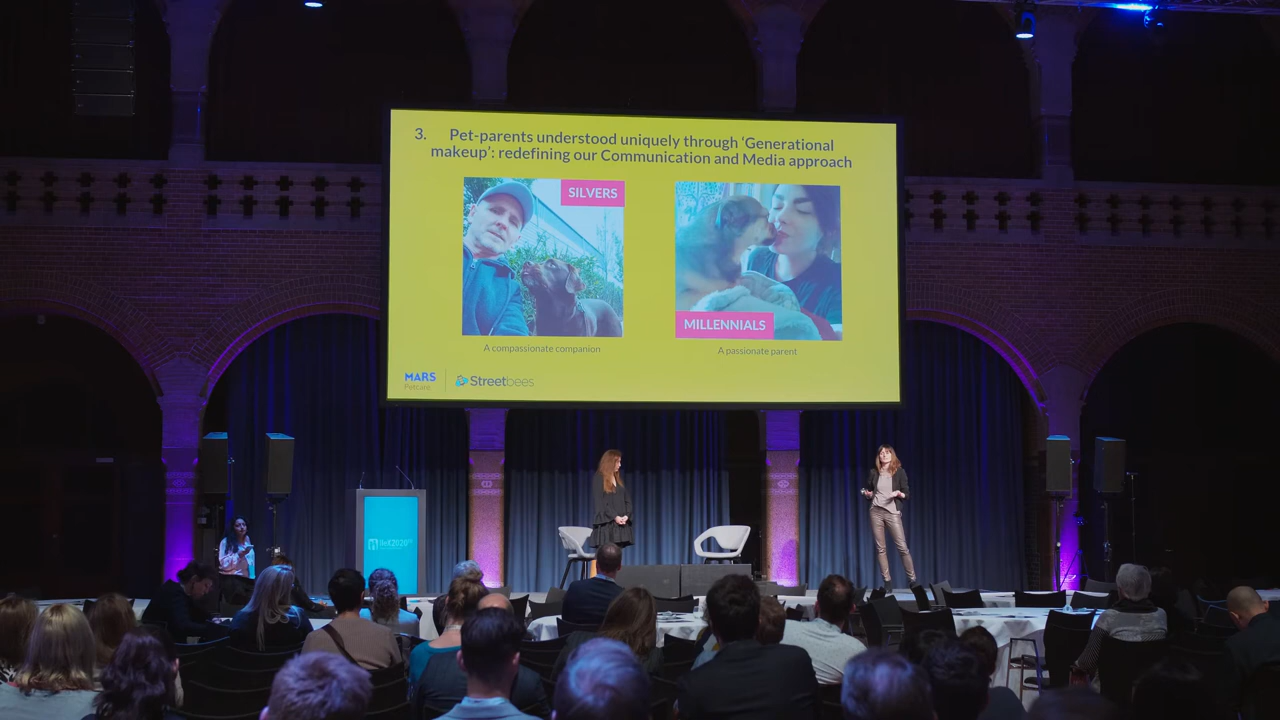 3. Pet-parents understood uniquely through ‘Generational
makeup’: redefining our Communication and Media approach
SILVERS
MILLENNIALS
A compassionate companion
A passionate parent
MARS
Petcare
Streetbees